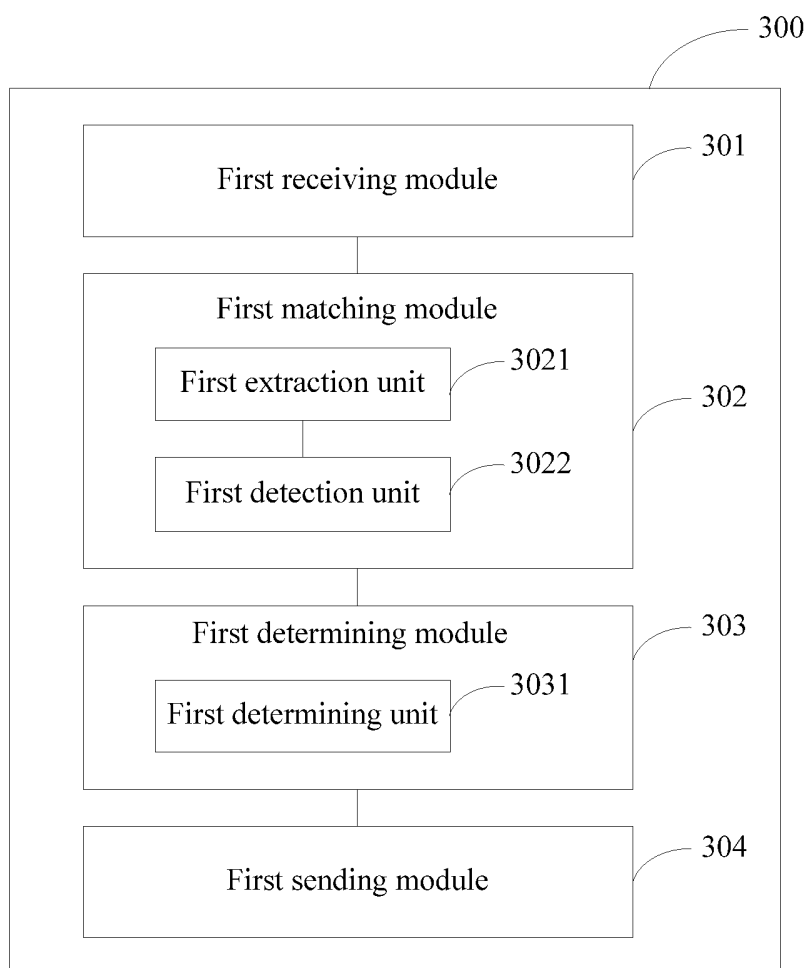 300
First receiving module
301
First matching module
First extraction unit
3021
302
First detection unit
3022
First determining module
303
First determining unit
3031
First sending module
304